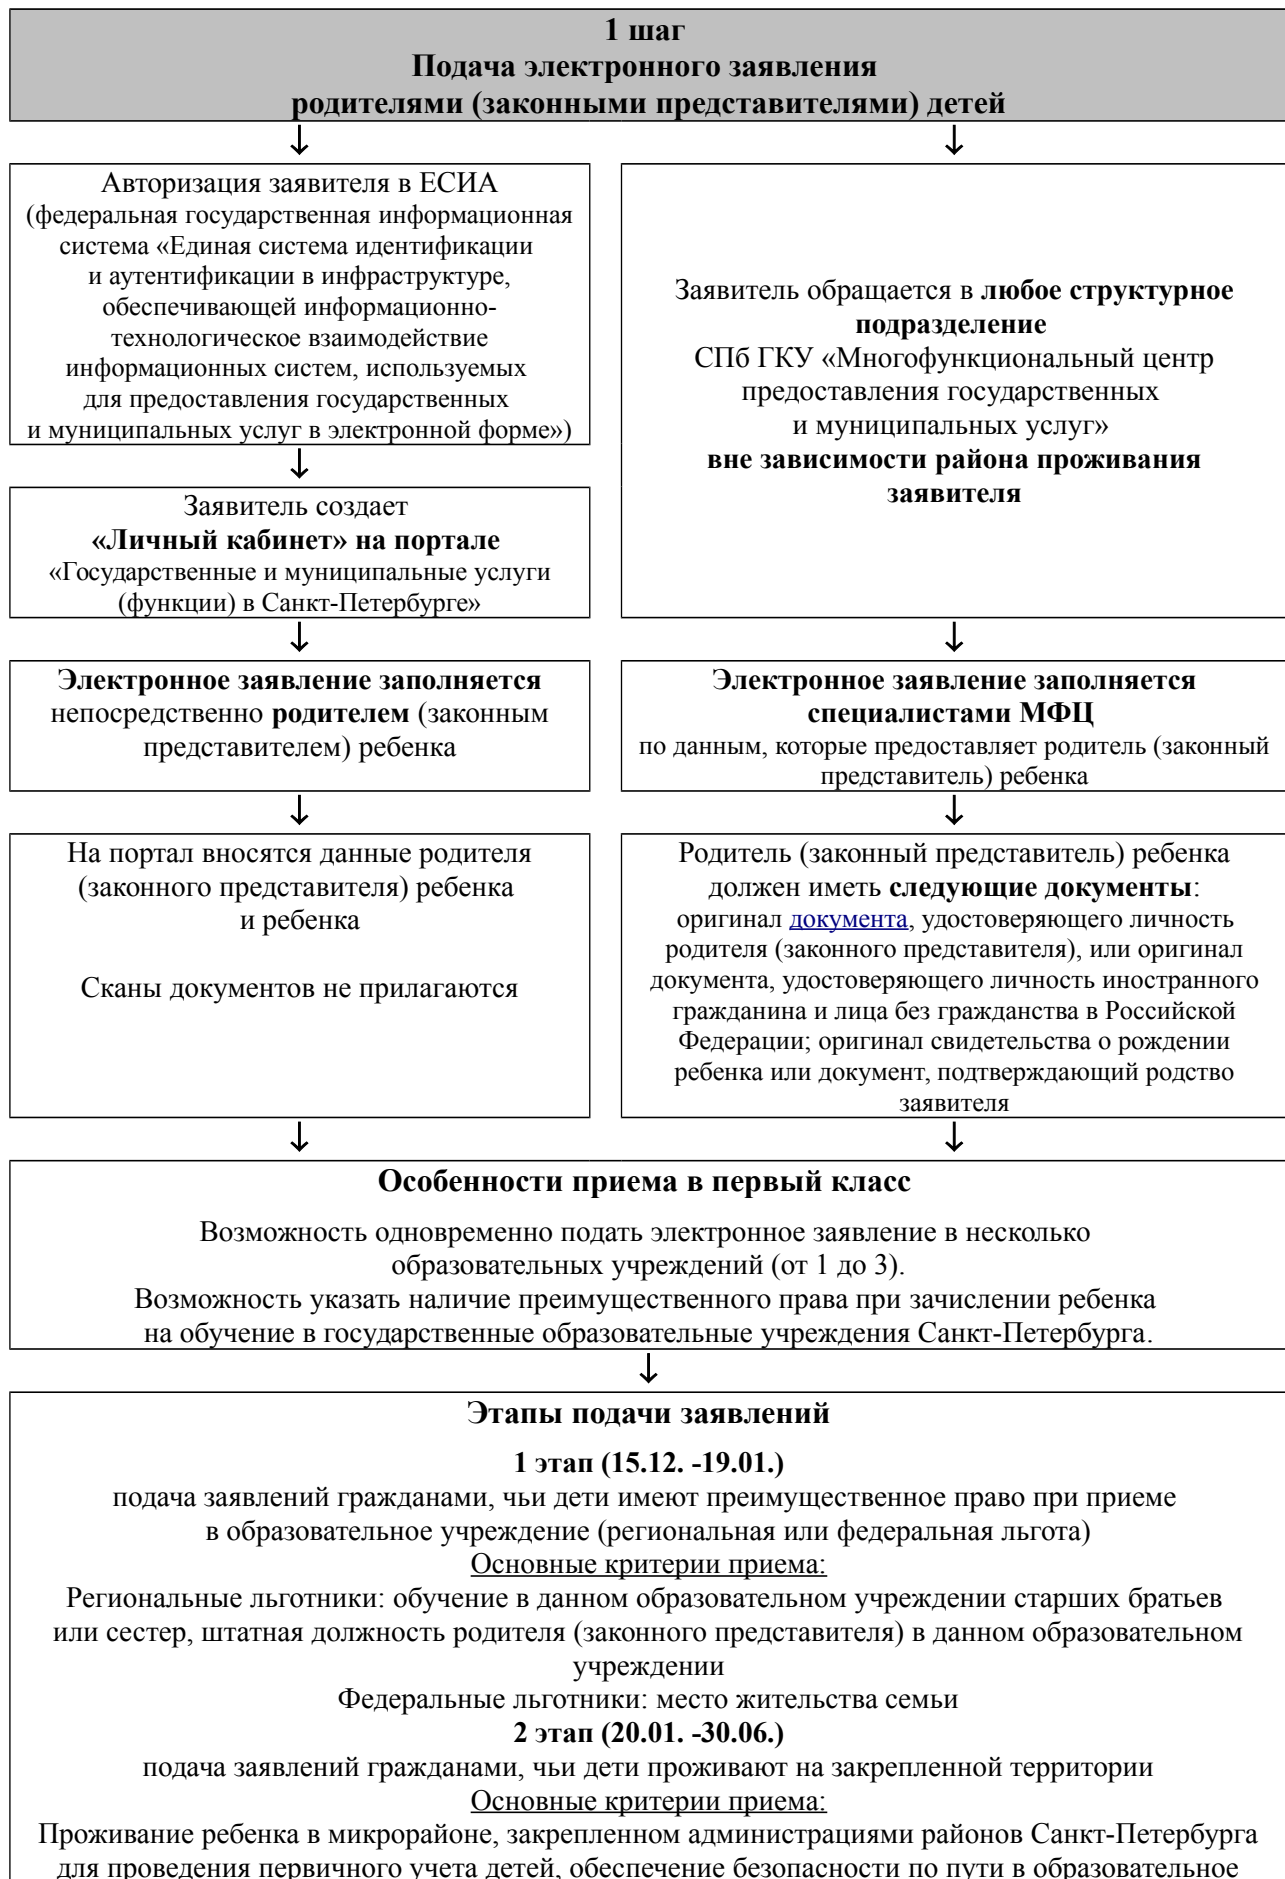 1 шаг
Подача электронного заявления
родителями (законными представителями) детей
Авторизация заявителя в ЕСИА
(федеральная государственная информационная
система «Единая система идентификации
и аутентификации в инфраструктуре,
обеспечивающей информационно-
технологическое взаимодействие
информационных систем, используемых
для предоставления государственных
и муниципальных услуг в электронной форме»)
Заявитель создает
«Личный кабинет» на портале
«Государственные и муниципальные услуги
(функции) в Санкт-Петербурге»
Электронное заявление заполняется
непосредственно родителем (законным
представителем) ребенка
На портал вносятся данные родителя
(законного представителя) ребенка
и ребенка
Сканы документов не прилагаются
Заявитель обращается в любое структурное
подразделение
СПб ГКУ «Многофункциональный центр
предоставления государственных
и муниципальных услуг»
вне зависимости района проживания
заявителя
Электронное заявление заполняется
специалистами МФЦ
по данным, которые предоставляет родитель (законный
представитель) ребенка
Родитель (законный представитель) ребенка
должен иметь следующие документы:
оригинал документа, удостоверяющего личность
родителя (законного представителя), или оригинал
документа, удостоверяющего личность иностранного
гражданина и лица без гражданства в Российской
Федерации; оригинал свидетельства о рождении
ребенка или документ, подтверждающий родство
заявителя
Особенности приема в первый класс
Возможность одновременно подать электронное заявление в несколько
образовательных учреждений (от 1 до 3).
Возможность указать наличие преимущественного права при зачислении ребенка
на обучение в государственные образовательные учреждения Санкт-Петербурга.
Этапы подачи заявлений
1 этап (15.12. -19.01.)
подача заявлений гражданами, чьи дети имеют преимущественное право при приеме
в образовательное учреждение (региональная или федеральная льгота)
Основные критерии приема:
Региональные льготники: обучение в данном образовательном учреждении старших братьев
или сестер, штатная должность родителя (законного представителя) в данном образовательном
учреждении
Федеральные льготники: место жительства семьи
2 этап (20.01. -30.06.)
подача заявлений гражданами, чьи дети проживают на закрепленной территории
Основные критерии приема:
Проживание ребенка в микрорайоне, закрепленном администрациями районов Санкт-Петербурга
для проведения первичного учета детей, обеспечение безопасности по пути в образовательное